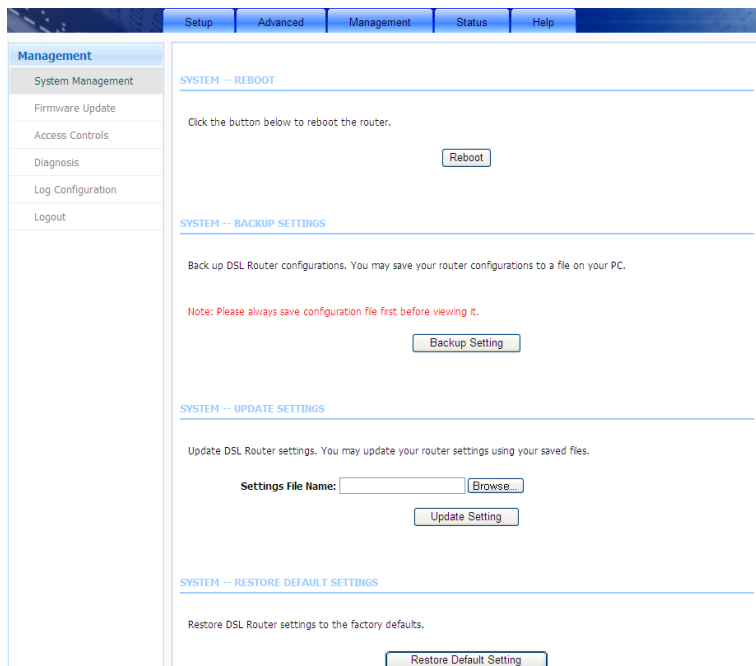 Setup Advanced Management Status Help
Management
System Management
Firmware Update
Access Controls
Diagnosis
Log Configuration
Logout
SYSTEM -- REBOOT
Click the button below to reboot the router.
Reboot
SYSTEM -- BACKUP SETTINGS
Back up DSL Router configurations. You may save your router configurations to a file on your PC.
Note: Please always save configuration file first before viewing it.
Backup Setting
SYSTEM -- UPDATE SETTINGS
Update DSL Router settings. You may update your router settings using your saved files.
Settings File Name: Browse...
Update Setting
SYSTEM -- RESTORE DEFAULT SETTINGS
Restore DSL Router settings to the factory defaults.
Restore Default Setting